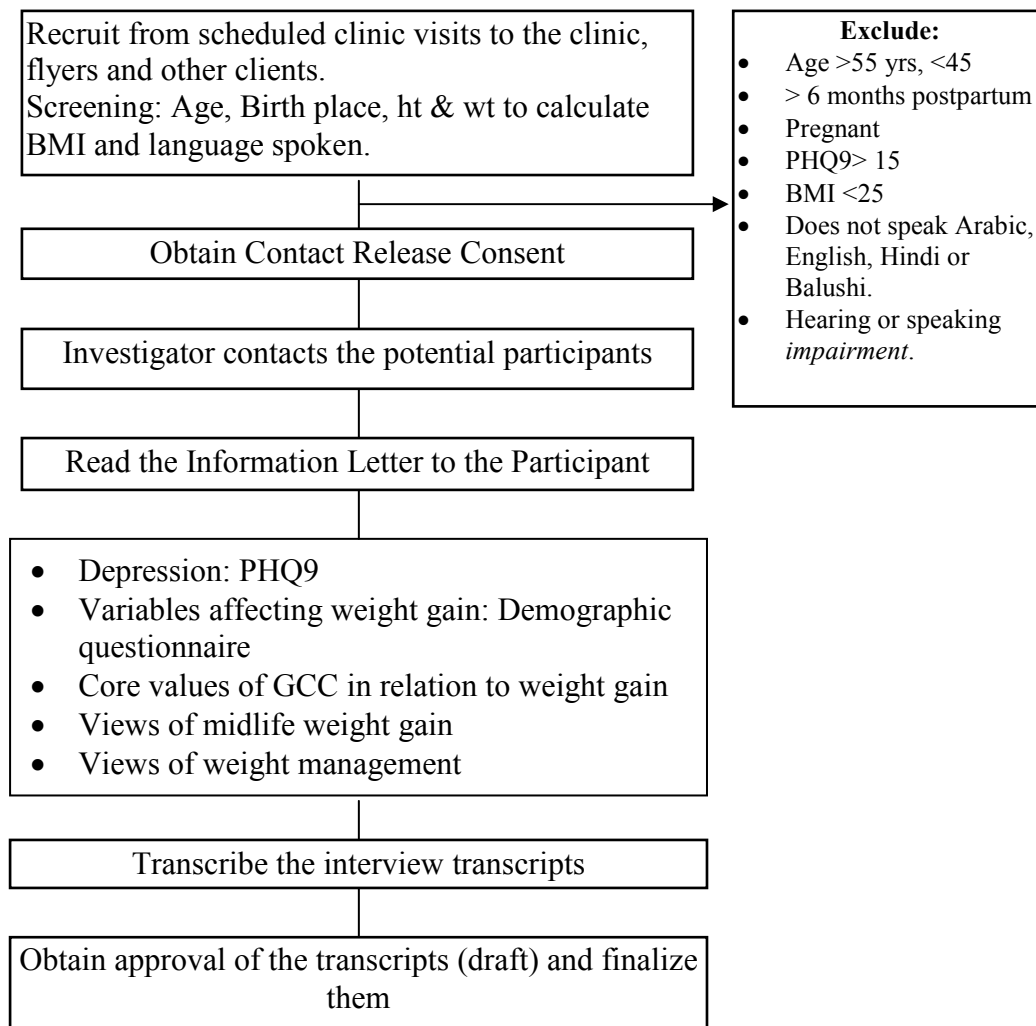 Recruit from scheduled clinic visits to the clinic,
flyers and other clients.
Screening: Age, Birth place, ht & wt to calculate
BMI and language spoken.
Exclude:
• Age >55 yrs, <45
• > 6 months postpartum
• Pregnant
• PHQ9> 15
• BMI <25
• Does not speak Arabic,
English, Hindi or
Balushi.
• Hearing or speaking
impairment.
Obtain Contact Release Consent
Investigator contacts the potential participants
Read the Information Letter to the Participant
• Depression: PHQ9
• Variables affecting weight gain: Demographic
questionnaire
• Core values of GCC in relation to weight gain
• Views of midlife weight gain
• Views of weight management
Transcribe the interview transcripts
Obtain approval of the transcripts (draft) and finalize
them